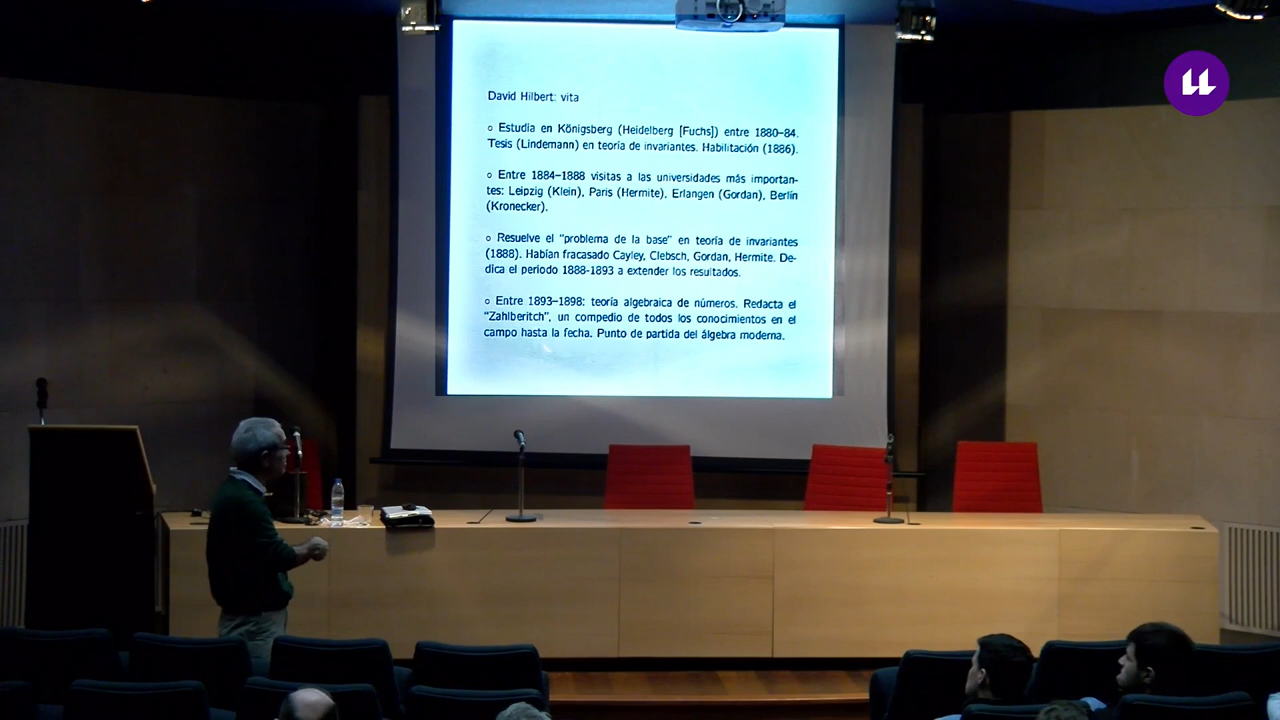 David Hilbert: vita
○ Estudia en Königsberg (Heidelberg [Fuchs]) entre 1880–84.
Tesis (Lindemann) en teoría de invariantes. Habilitación (1886).
○ Entre 1884–1888 visitas a las universidades más importan-
tes: Leipzig (Klein), Paris (Hermite), Erlangen (Gordan), Berlín
(Kronecker).
○ Resuelve el "problema de la base" en teoría de invariantes
(1888). Habían fracasado Cayley, Clebsch, Gordan, Hermite. De-
dica el periodo 1888-1893 a extender los resultados.
○ Entre 1893–1898: teoría algebraica de números. Redacta el
"Zahlberitch", un compedio de todos los conocimientos en el
campo hasta la fecha. Punto de partida del álgebra moderna.